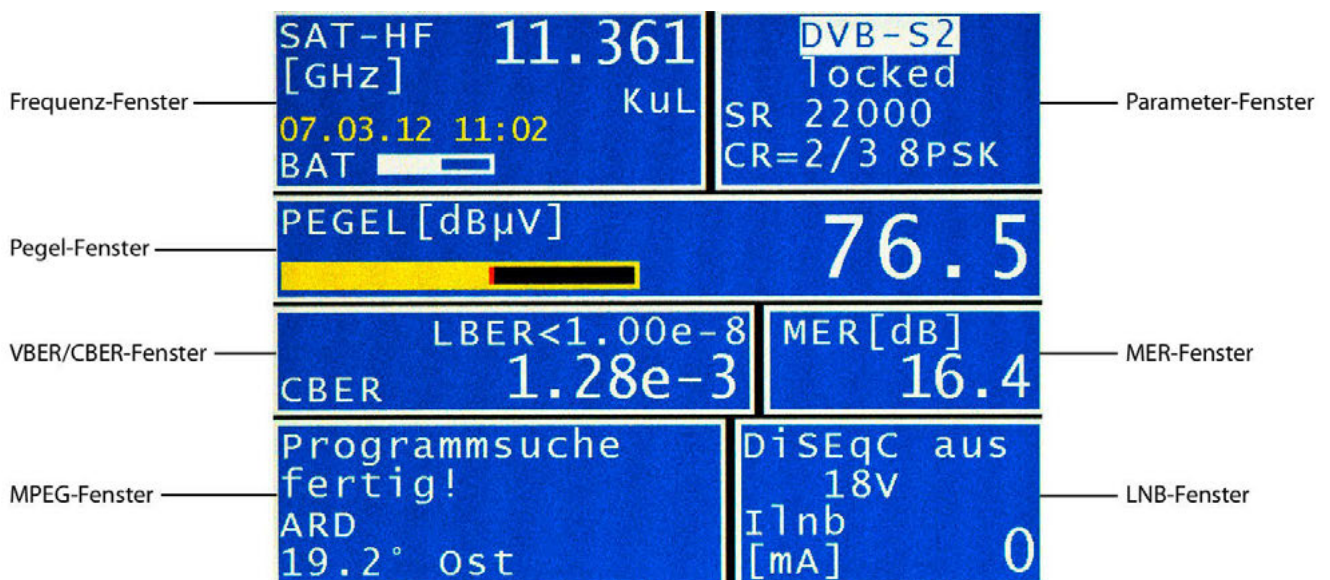 Frequenz-Fenster
SAT-HF 11.361
[GHz]
KuL
07.03.12 11:02
BAT
DVB-S2
locked
SR 22000
CR=2/3 8PSK
Parameter-Fenster
Pegel-Fenster
PEGEL[dBµV] 76.5
VBER/CBER-Fenster
LBER<1.00e-8
CBER 1.28e-3
MER[dB]
16.4
MER-Fenster
MPEG-Fenster
Programmsuche
fertig!
ARD
19.2° Ost
DiSEqC aus
18V
Ilnb
[mA] 0
LNB-Fenster